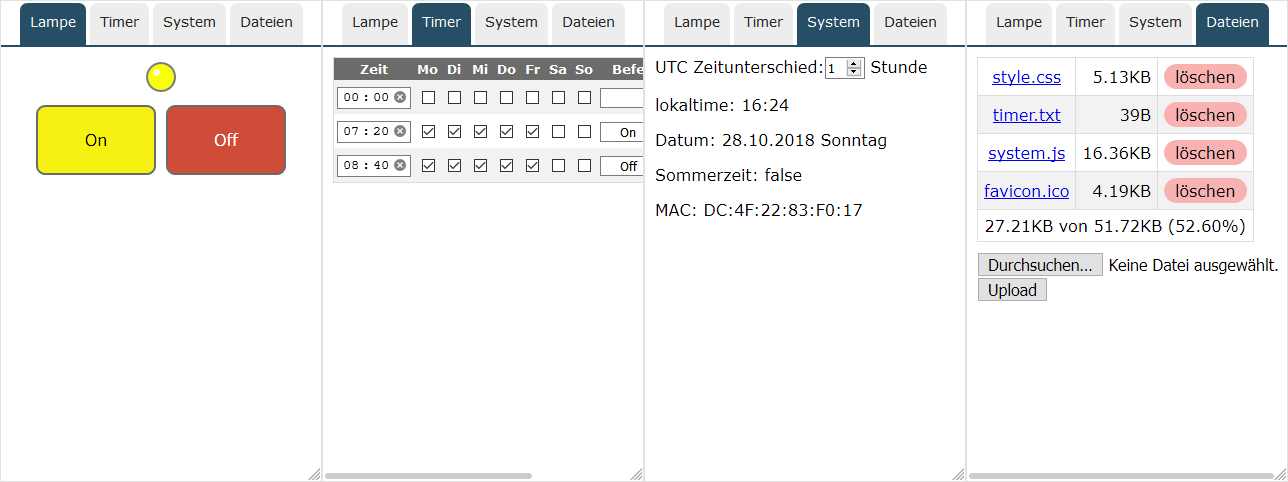 Lampe Timer System Dateien
On Off
Lampe Timer System Dateien
Zeit Mo Di Mi Do Fr Sa So Befe
00 : 00
07 : 20 On
08 : 40 Off
Lampe Timer System Dateien
UTC Zeitunterschied: 1 Stunde
lokaltime: 16:24
Datum: 28.10.2018 Sonntag
Sommerzeit: false
MAC: DC:4F:22:83:F0:17
Lampe Timer System Dateien
style.css 5.13KB löschen
timer.txt 39B löschen
system.js 16.36KB löschen
favicon.ico 4.19KB löschen
27.21KB von 51.72KB (52.60%)
Durchsuchen... Keine Datei ausgewählt.
Upload